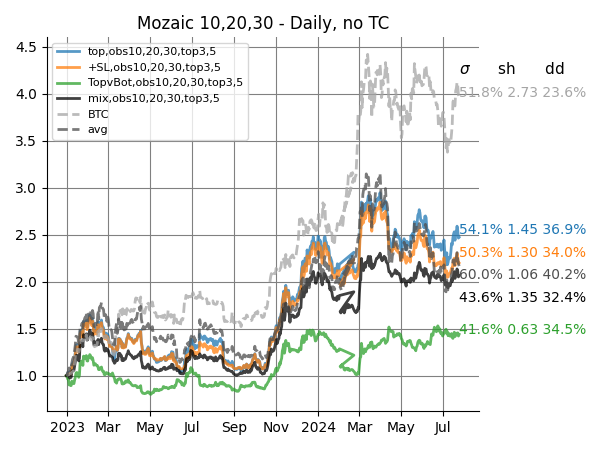 Mozaic 10,20,30 - Daily, no TC
4.5
4.0
3.5
3.0
2.5
2.0
1.5
1.0
top,obs10,20,30,top3,5
+SL,obs10,20,30,top3,5
TopvBot,obs10,20,30,top3,5
mix,obs10,20,30,top3,5
BTC
avg
σ sh dd
51.8% 2.73 23.6%
54.1% 1.45 36.9%
50.3% 1.30 34.0%
60.0% 1.06 40.2%
43.6% 1.35 32.4%
41.6% 0.63 34.5%
2023 Mar May Jul Sep Nov 2024 Mar May Jul